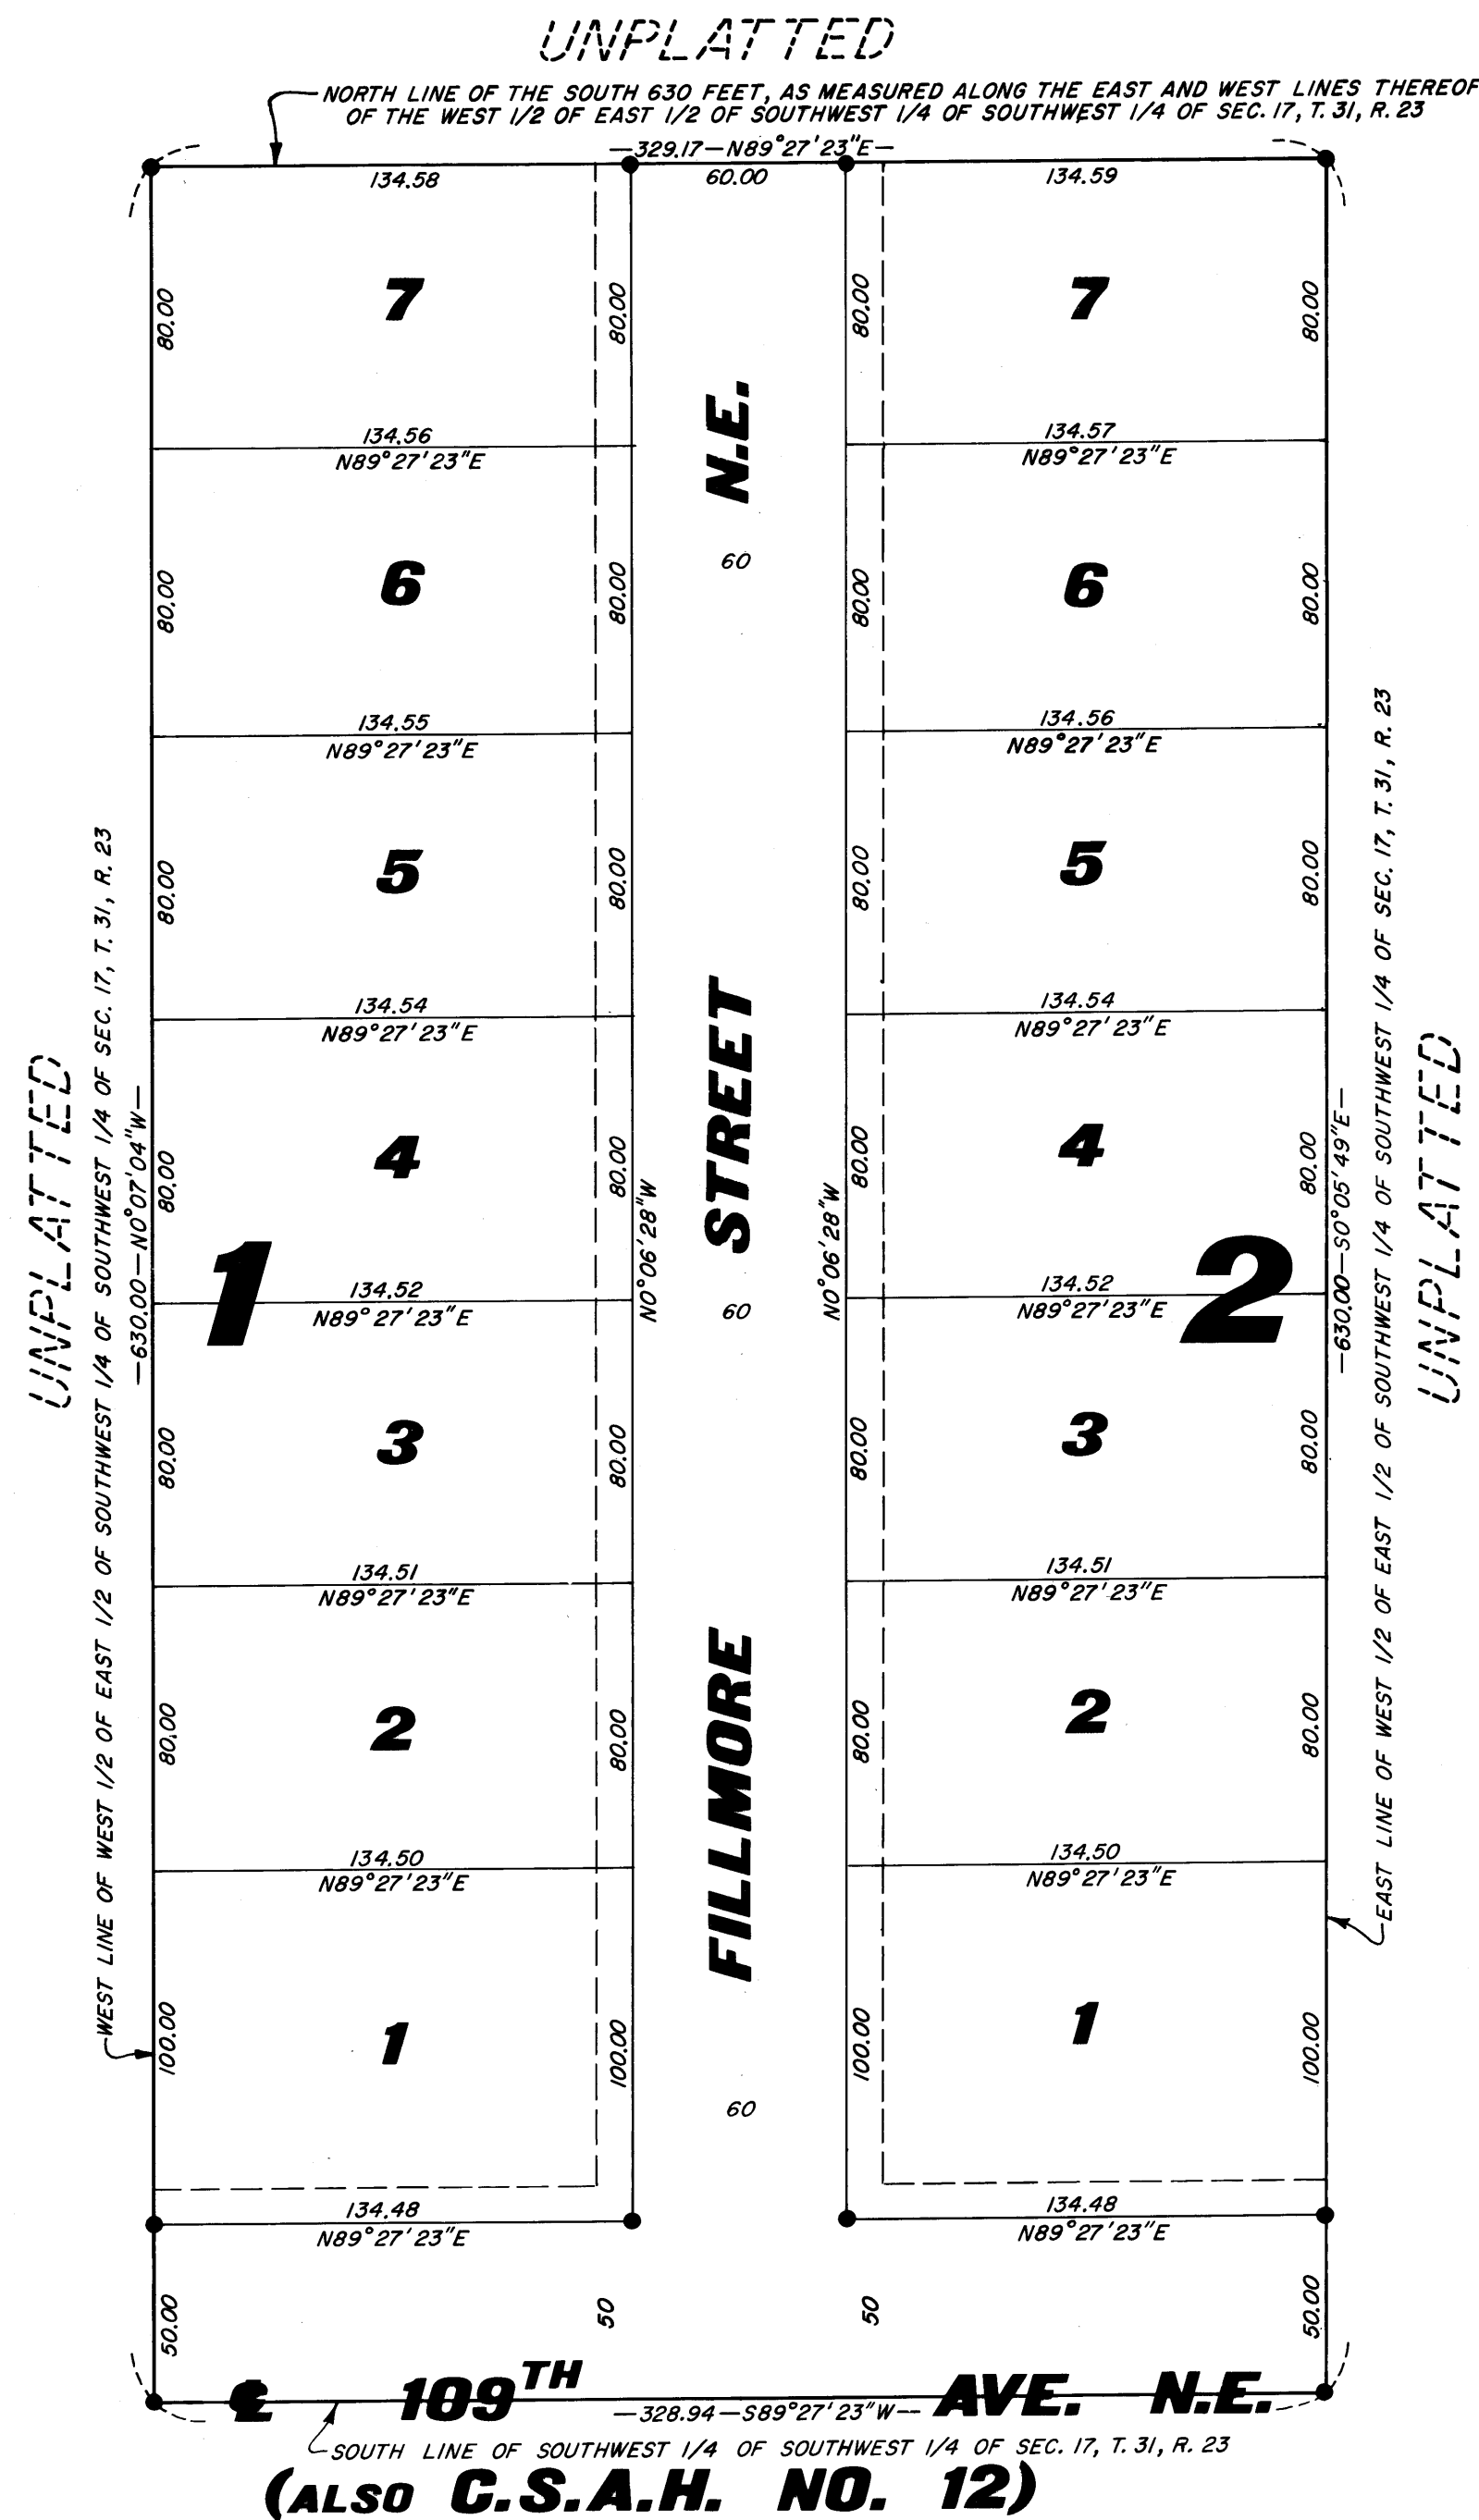 UNPLATTED
NORTH LINE OF THE SOUTH 630 FEET, AS MEASURED ALONG THE EAST AND WEST LINES THEREOF
OF THE WEST 1/2 OF EAST 1/2 OF SOUTHWEST 1/4 OF SOUTHWEST 1/4 OF SEC. 17, T. 31, R. 23
—329.17—N89°27'23"E—
134.58
60.00
134.59
80.00
7
80.00
80.00
7
80.00
N.E.
134.56
N89°27'23"E
134.57
N89°27'23"E
60
80.00
6
80.00
80.00
6
80.00
134.55
N89°27'23"E
134.56
N89°27'23"E
80.00
5
80.00
80.00
5
80.00
134.54
N89°27'23"E
134.54
N89°27'23"E
UNPLATTED
WEST LINE OF WEST 1/2 OF EAST 1/2 OF SOUTHWEST 1/4 OF SOUTHWEST 1/4 OF SEC. 17, T. 31, R. 23
—630.00—N0°07'04"W—
80.00
4
80.00
N0°06'28"W
STREET
N0°06'28"W
80.00
4
80.00
—630.00—S0°05'49"E—
EAST LINE OF WEST 1/2 OF EAST 1/2 OF SOUTHWEST 1/4 OF SOUTHWEST 1/4 OF SEC. 17, T. 31, R. 23
UNPLATTED
1
134.52
N89°27'23"E
60
134.52
N89°27'23"E
2
80.00
3
80.00
80.00
3
80.00
134.51
N89°27'23"E
134.51
N89°27'23"E
80.00
2
80.00
FILLMORE
80.00
2
80.00
134.50
N89°27'23"E
134.50
N89°27'23"E
100.00
1
100.00
100.00
1
100.00
60
134.48
N89°27'23"E
134.48
N89°27'23"E
50.00
50
50
50.00
℄ 109TH AVE. N.E.
—328.94—S89°27'23"W—
SOUTH LINE OF SOUTHWEST 1/4 OF SOUTHWEST 1/4 OF SEC. 17, T. 31, R. 23
(ALSO C.S.A.H. NO. 12)